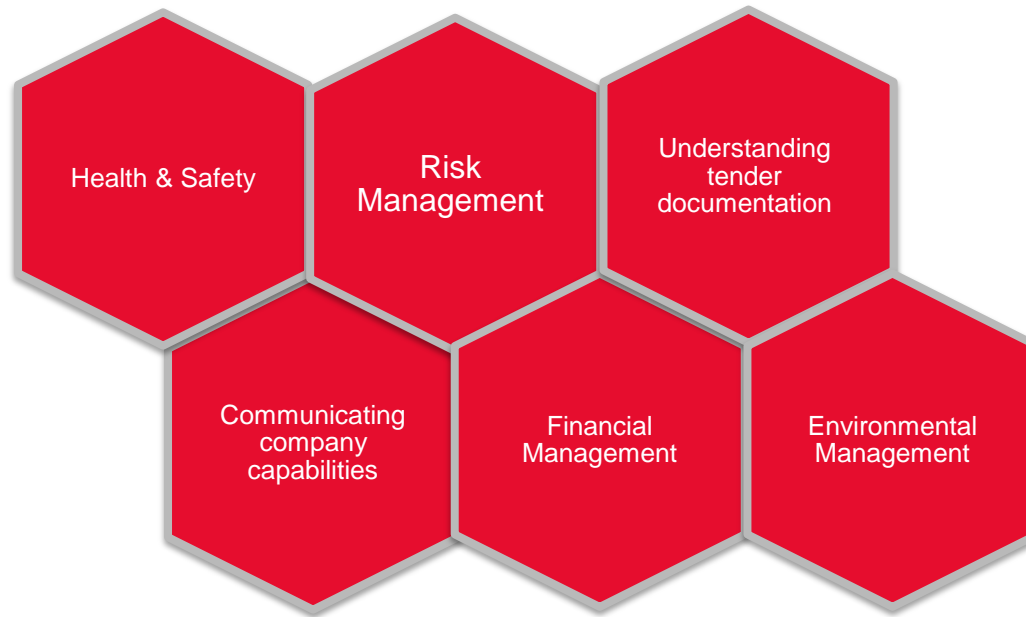 Health & Safety
Risk
Management
Understanding
tender
documentation
Communicating
company
capabilities
Financial
Management
Environmental
Management